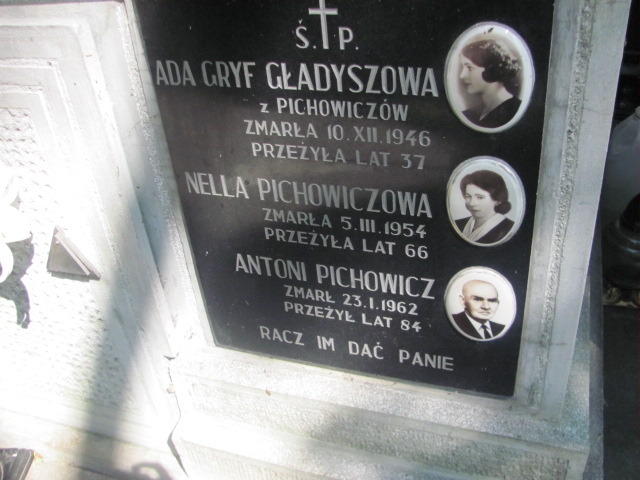 Ś.P.
ADA GRYF GŁADYSZOWA
z PICHOWICZÓW
ZMARŁA 10.XII.1946
PRZEŻYŁA LAT 37
NELLA PICHOWICZOWA
ZMARŁA 5.III.1954
PRZEŻYŁA LAT 66
ANTONI PICHOWICZ
ZMARŁ 23.I.1962
PRZEŻYŁ LAT 84
RACZ IM DAĆ PANIE